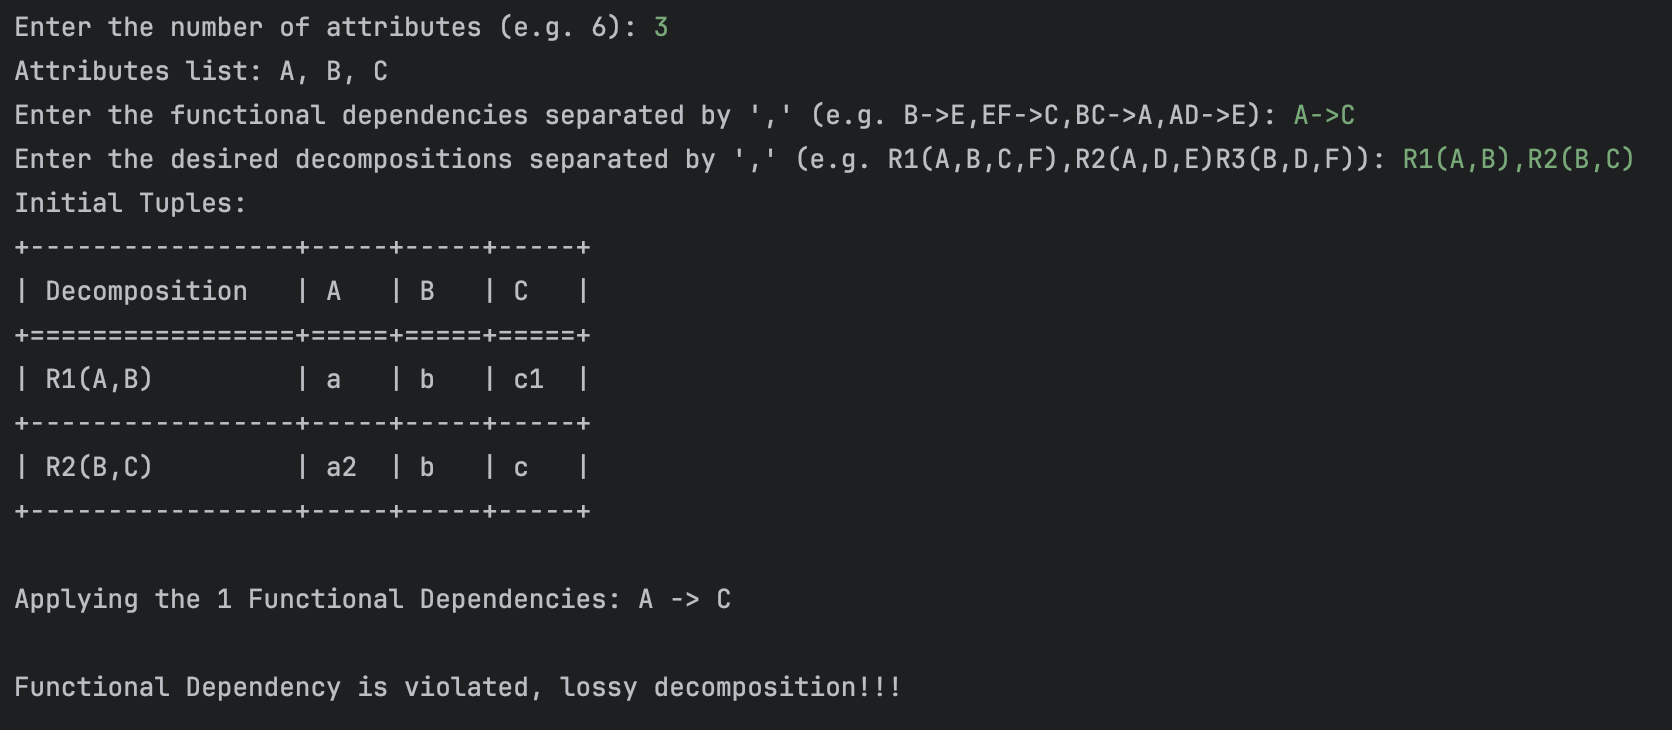 Enter the number of attributes (e.g. 6): 3
Attributes list: A, B, C
Enter the functional dependencies separated by ',' (e.g. B->E,EF->C,BC->A,AD->E): A->C
Enter the desired decompositions separated by ',' (e.g. R1(A,B,C,F),R2(A,D,E)R3(B,D,F)): R1(A,B),R2(B,C)
Initial Tuples:
+-----------------+-----+-----+-----+
| Decomposition   | A   | B   | C   |
+=================+=====+=====+=====+
| R1(A,B)         | a   | b   | c1  |
+-----------------+-----+-----+-----+
| R2(B,C)         | a2  | b   | c   |
+-----------------+-----+-----+-----+
Applying the 1 Functional Dependencies: A -> C
Functional Dependency is violated, lossy decomposition!!!